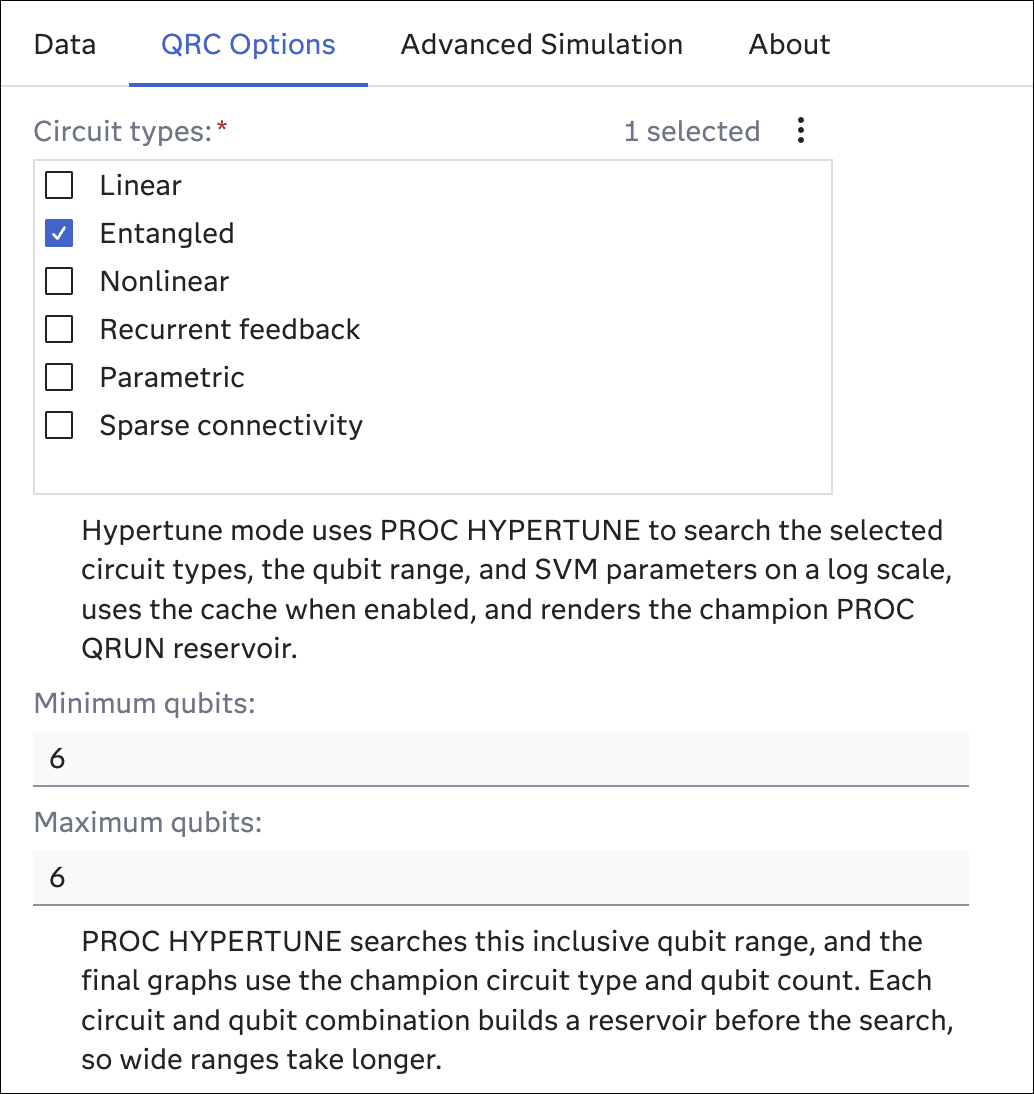 Data QRC Options Advanced Simulation About
Circuit types:* 1 selected
Linear
Entangled
Nonlinear
Recurrent feedback
Parametric
Sparse connectivity
Hypertune mode uses PROC HYPERTUNE to search the selected
circuit types, the qubit range, and SVM parameters on a log scale,
uses the cache when enabled, and renders the champion PROC
QRUN reservoir.
Minimum qubits:
6
Maximum qubits:
6
PROC HYPERTUNE searches this inclusive qubit range, and the
final graphs use the champion circuit type and qubit count. Each
circuit and qubit combination builds a reservoir before the search,
so wide ranges take longer.